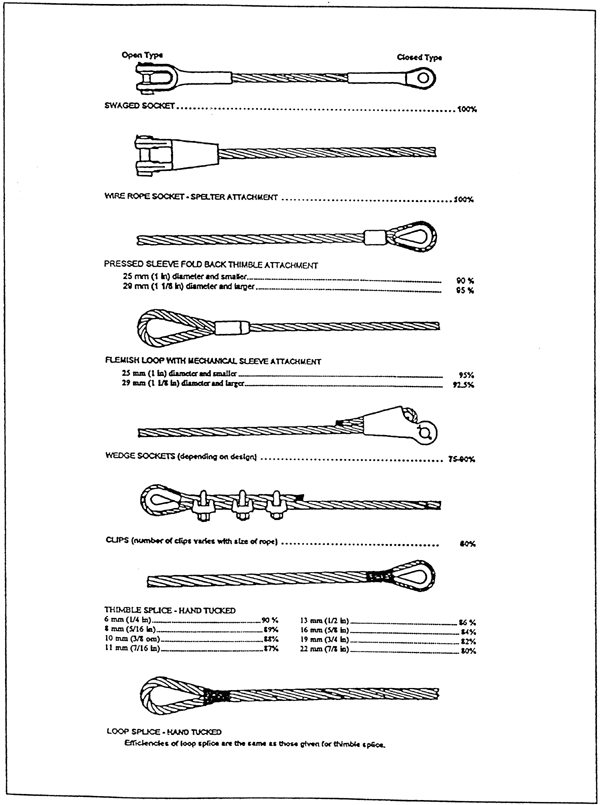 Open Type Closed Type
SWAGED SOCKET 100%
WIRE ROPE SOCKET - SPELTER ATTACHMENT 100%
PRESSED SLEEVE FOLD BACK THIMBLE ATTACHMENT
25 mm (1 in) diameter and smaller 90 %
29 mm (1 1/8 in) diameter and larger 95 %
FLEMISH LOOP WITH MECHANICAL SLEEVE ATTACHMENT
25 mm (1 in) diameter and smaller 95%
29 mm (1 1/8 in) diameter and larger 92.5%
WEDGE SOCKETS (depending on design) 75-90%
CLIPS (number of clips varies with size of rope) 80%
THIMBLE SPLICE - HAND TUCKED
6 mm (1/4 in) 90 % 13 mm (1/2 in) 86 %
8 mm (5/16 in) 89% 16 mm (5/8 in) 84%
10 mm (3/8 om) 88% 19 mm (3/4 in) 82%
11 mm (7/16 in) 87% 22 mm (7/8 in) 80%
LOOP SPLICE - HAND TUCKED
Efficiencies of loop splice are the same as those given for thimble splice.